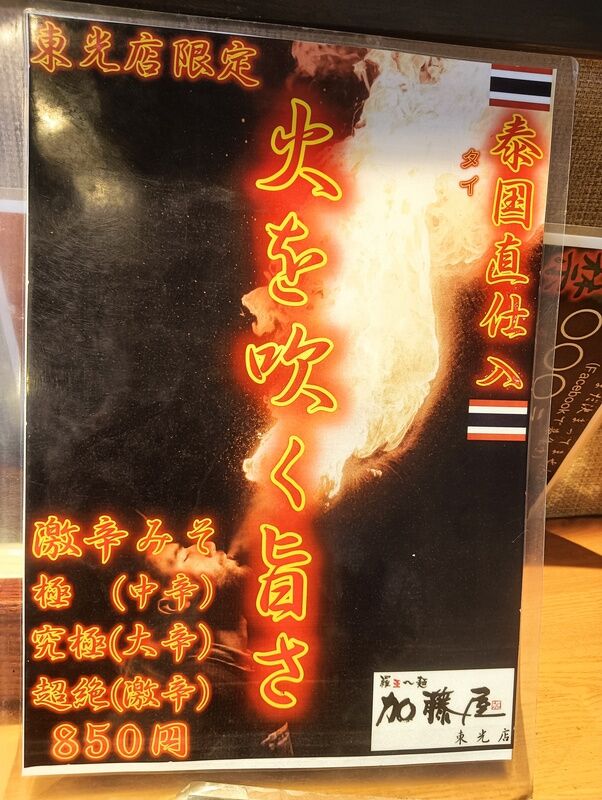 東光店限定
泰国直仕入
タイ
火を吹く旨さ
激辛みそ
極 (中辛)
究極(大辛)
超絶(激辛)
850円
加藤屋
東光店
(Facebook